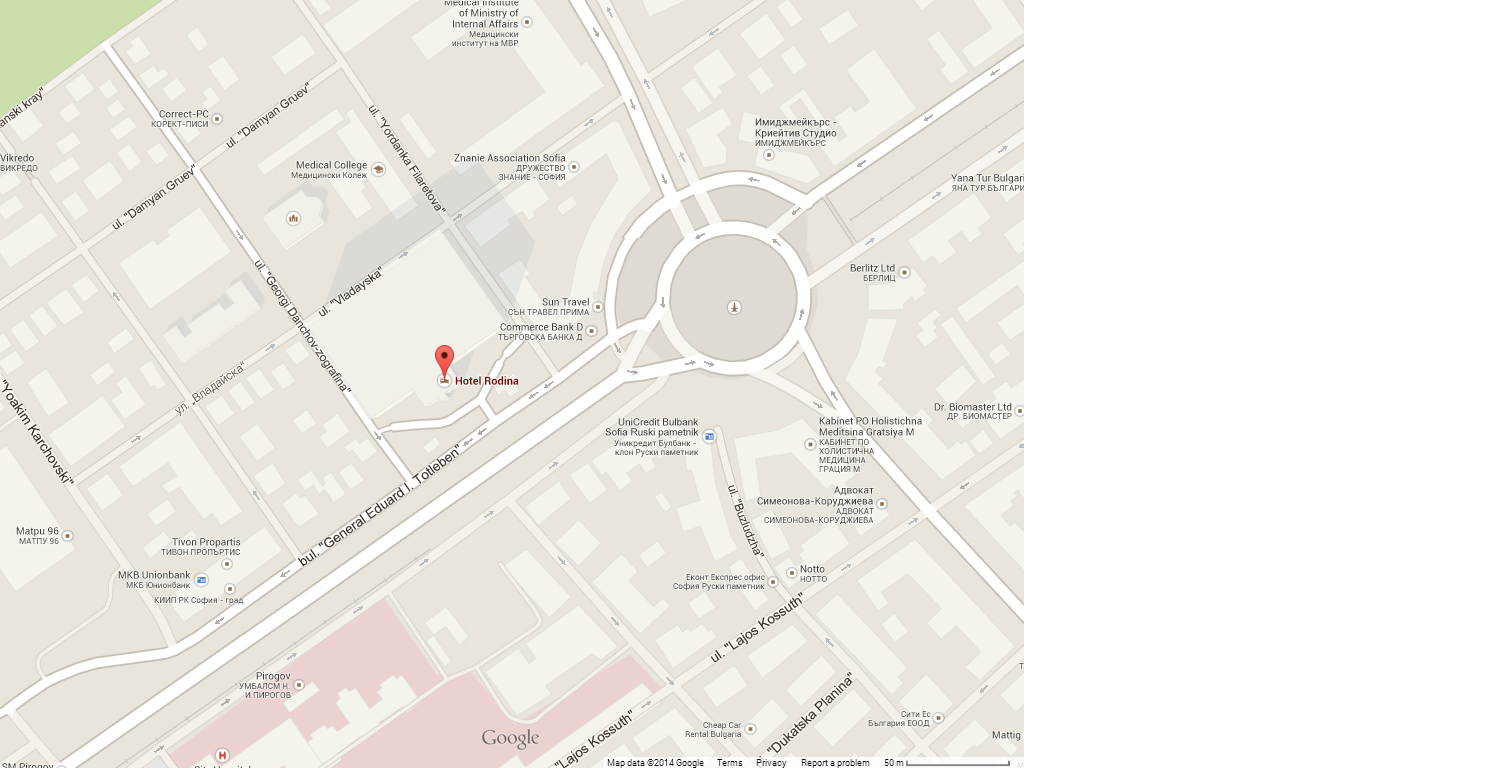 Medical Institute
of Ministry of
Internal Affairs
Медицински
институт на МВР
anski kray"
Correct-PC
КОРЕКТ-ПИСИ
ul. "Damyan Gruev"
ul. "Yordanka Filaretova"
Имиджмейкърс -
Криейтив Студио
ИМИДЖМЕЙКЪРС
Vikredo
ВИКРЕДО
Medical College
Медицински Колеж
Znanie Association Sofia
ДРУЖЕСТВО
ЗНАНИЕ - СОФИЯ
Yana Tur Bulgari
ЯНА ТУР БЪЛГАРИ
ul. "Damyan Gruev"
ul. "Georgi Danchov-zografina"
ul. "Vladayska"
Berlitz Ltd
БЕРЛИЦ
Sun Travel
СЪН ТРАВЕЛ ПРИМА
Commerce Bank D
ТЪРГОВСКА БАНКА Д
Hotel Rodina
ул. "Владайска"
"Yoakim Karchovski"
UniCredit Bulbank
Sofia Ruski pametnik
Уникредит Булбанк -
клон Руски паметник
Kabinet PO Holistichna
Meditsina Gratsiya M
КАБИНЕТ ПО
ХОЛИСТИЧНА
МЕДИЦИНА
ГРАЦИЯ М
Dr. Biomaster Ltd
ДР. БИОМАСТЕР
bul. "General Eduard I. Totleben"
ul. "Buzludzha"
Адвокат
Симеонова-Коруджиева
АДВОКАТ
СИМЕОНОВА-КОРУДЖИЕВА
Матри 96
МАТПУ 96
Tivon Propartis
ТИВОН ПРОПЪРТИС
MKB Unionbank
МКБ Юнионбанк
КИИП РК София - град
Еконт Експрес офис
София Руски паметник
Notto
НОТТО
ul. "Lajos Kossuth"
Pirogov
УМБАЛСМ Н.
И.ПИРОГОВ
"Dukatska Planina"
Сити Ес
България ЕООД
Cheap Car
Rental Bulgaria
Mattig
"Lajos Kossuth"
Google
SM Pirogov
Map data ©2014 Google Terms Privacy Report a problem 50 m